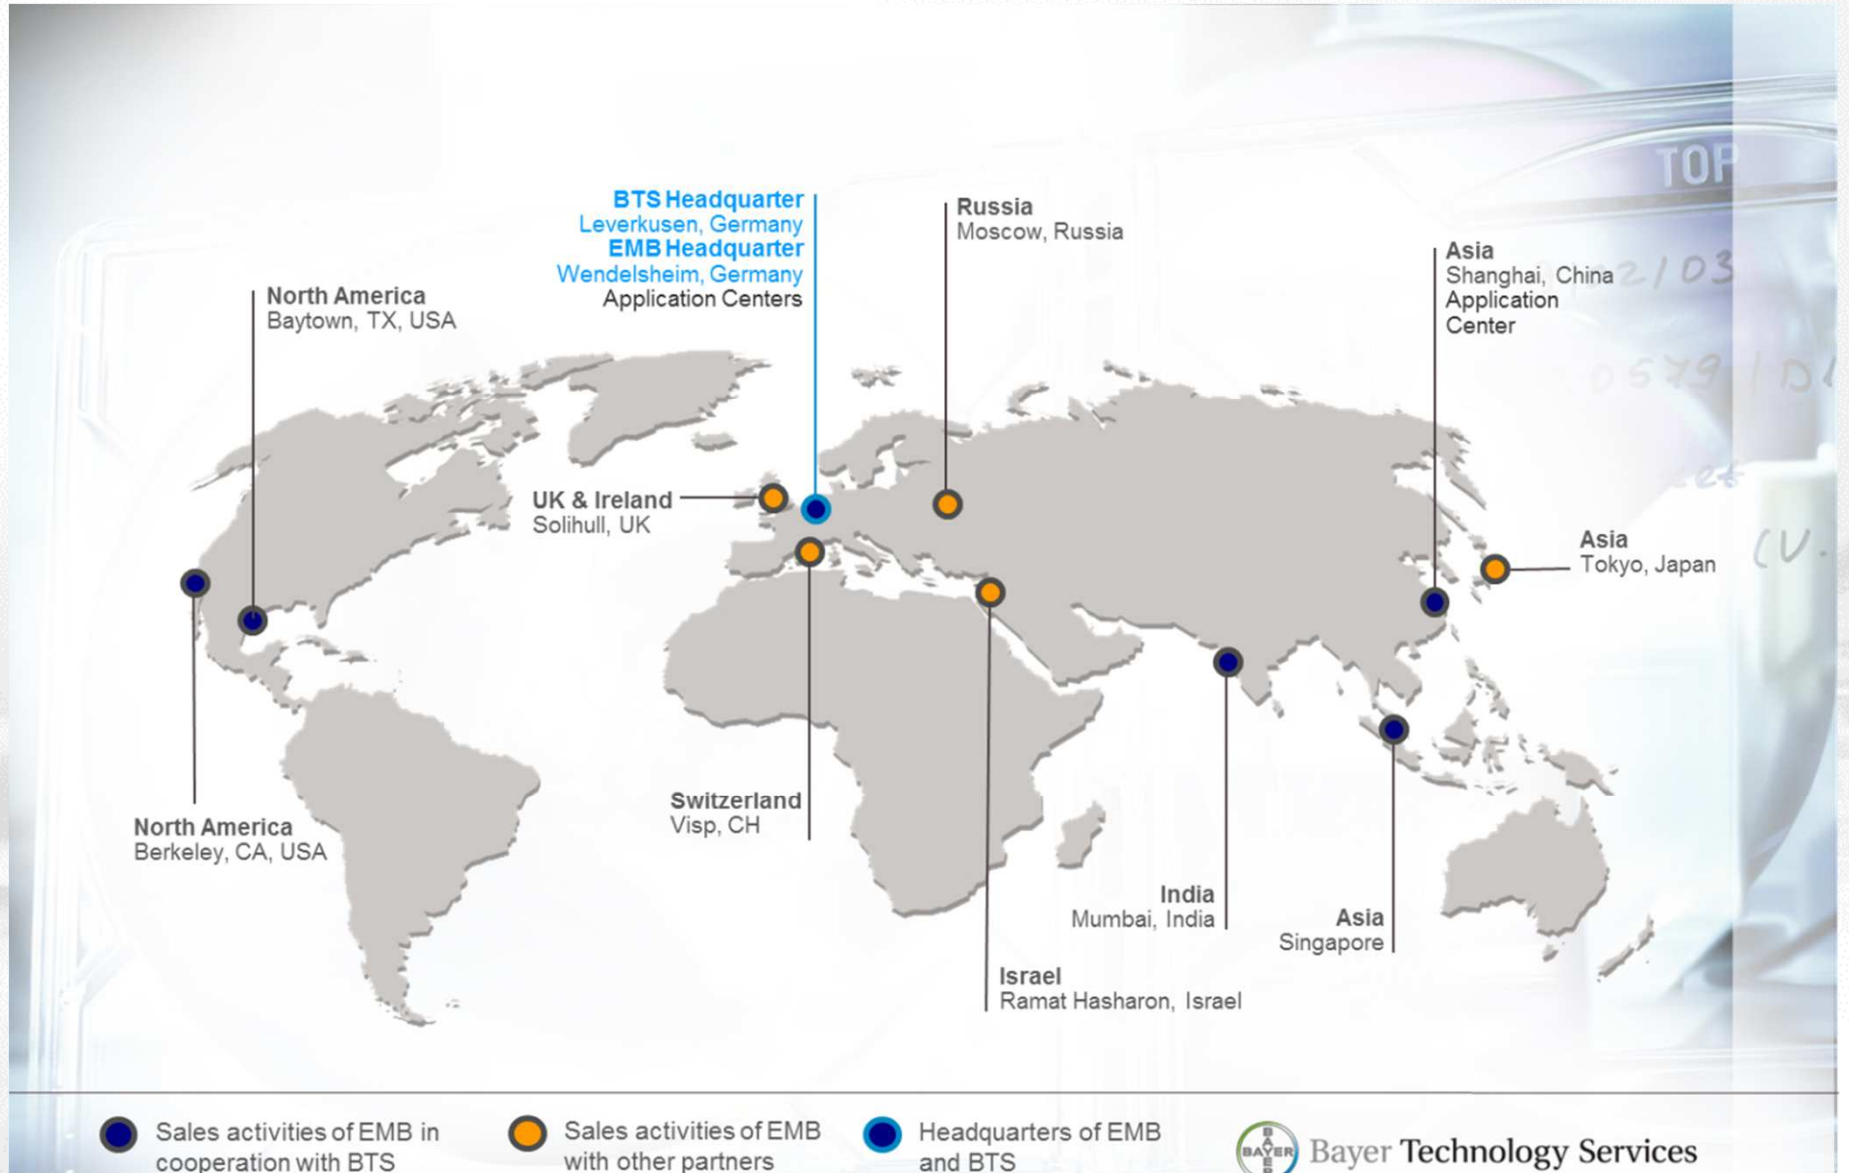 TOP
BTS Headquarter
Leverkusen, Germany
EMB Headquarter
Wendelsheim, Germany
Application Centers
Russia
Moscow, Russia
Asia
Shanghai, China
Application
Center
2/03
North America
Baytown, TX, USA
0579/D
UK & Ireland
Solihull, UK
Asia
Tokyo, Japan
Switzerland
Visp, CH
North America
Berkeley, CA, USA
India
Mumbai, India
Asia
Singapore
Israel
Ramat Hasharon, Israel
Sales activities of EMB in
cooperation with BTS
Sales activities of EMB
with other partners
Headquarters of EMB
and BTS
BAYER
Bayer Technology Services